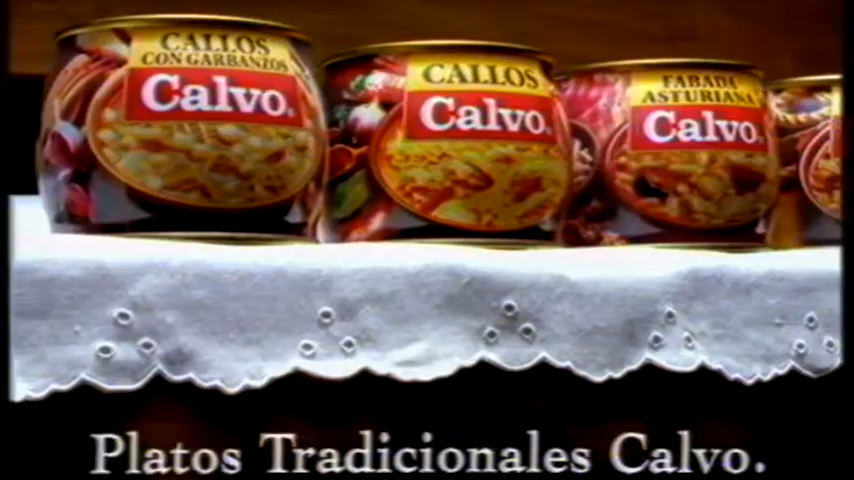 CALLOS
CON GARBANZOS
Calvo.
CALLOS
Calvo.
FABADA
ASTURIANA
Calvo.
Platos Tradicionales Calvo.